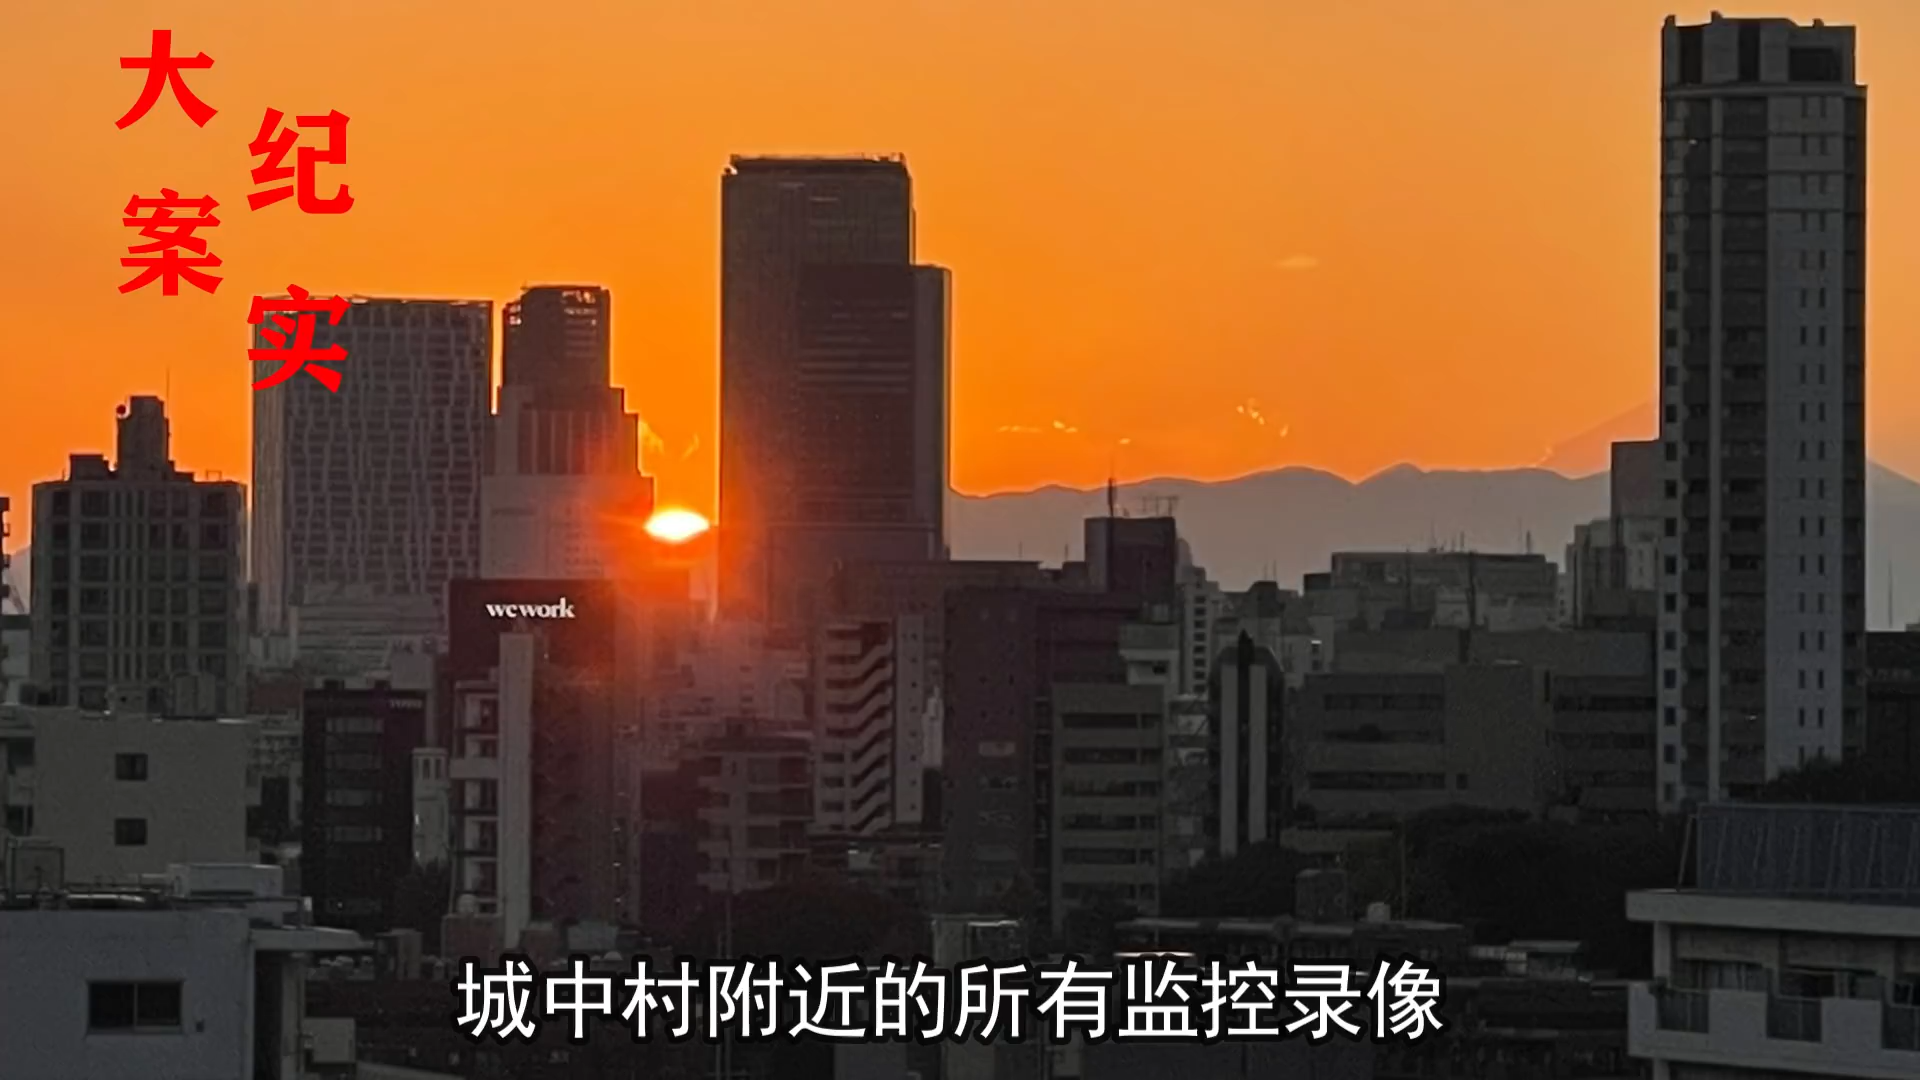 大案
纪实
wework
城中村附近的所有监控录像